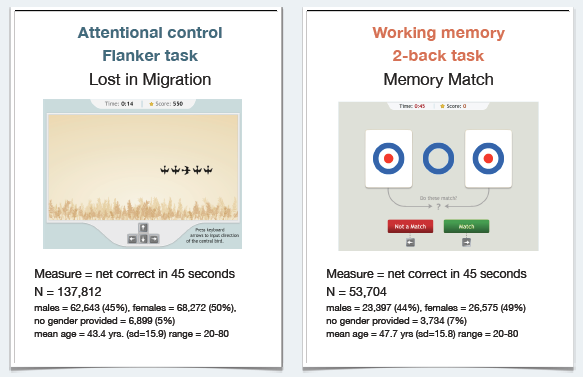 Attentional control
Flanker task
Lost in Migration
Time: 0:14 | Score: 550
Press keyboard
arrows to input direction
of the central bird.
Measure = net correct in 45 seconds
N = 137,812
males = 62,643 (45%), females = 68,272 (50%),
no gender provided = 6,899 (5%)
mean age = 43.4 yrs. (sd=15.9) range = 20-80
Working memory
2-back task
Memory Match
Time: 0:45 | Score: 0
Do these match?
?
Not a Match
Match
Measure = net correct in 45 seconds
N = 53,704
males = 23,397 (44%), females = 26,575 (49%)
no gender provided = 3,734 (7%)
mean age = 47.7 yrs (sd=15.8) range = 20-80